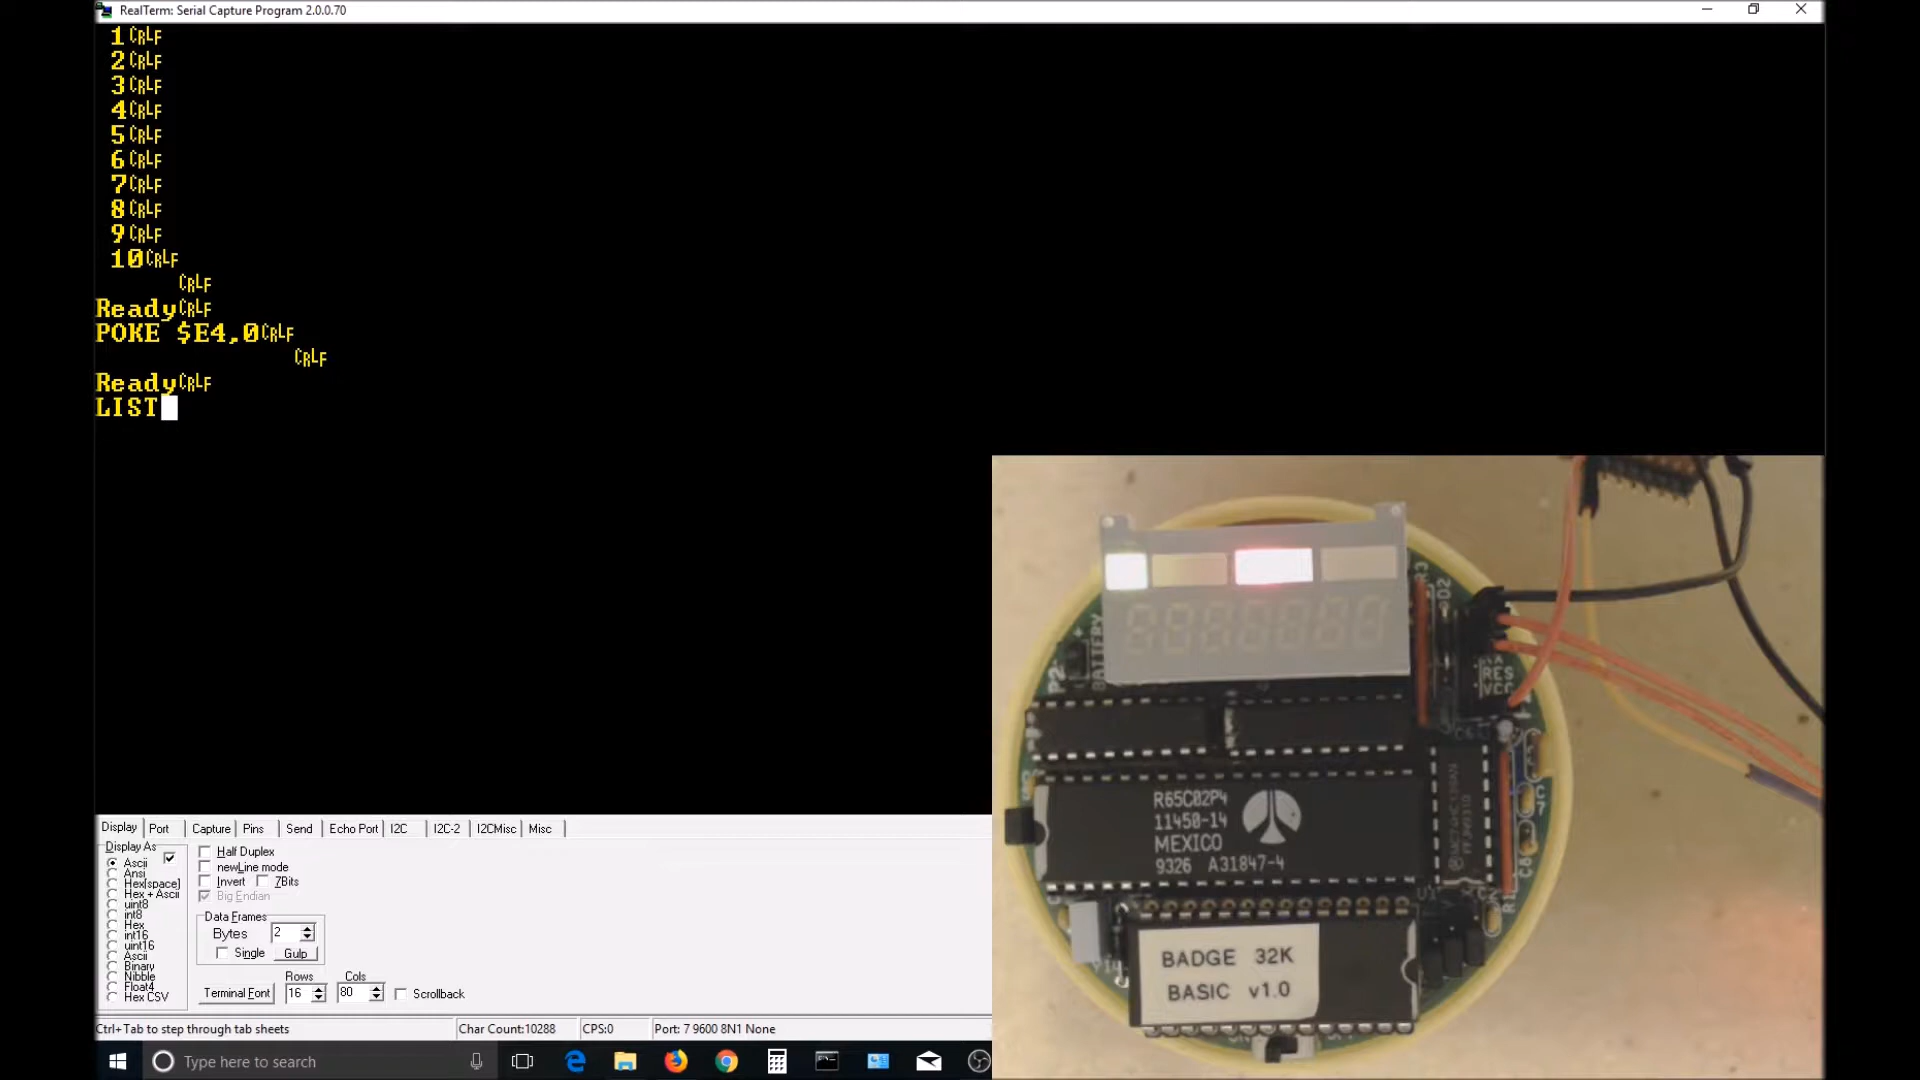 RealTerm: Serial Capture Program 2.0.0.70
1CRLF
2CRLF
3CRLF
4CRLF
5CRLF
6CRLF
7CRLF
8CRLF
9CRLF
10CRLF
CRLF
ReadyCRLF
POKE $E4,0CRLF
CRLF
ReadyCRLF
LIST
Display Port Capture Pins Send Echo Port I2C I2C-2 I2CMisc Misc
Display As
Ascii
Ansi
Hex[space]
Hex + Ascii
uint8
int8
Hex
int16
uint16
Ascii
Binary
Nibble
Float4
Hex CSV
Half Duplex
newLine mode
Invert 7Bits
Big Endian
Data Frames
Bytes 2
Single Gulp
Rows Cols
Terminal Font 16 80 Scrollback
Ctrl+Tab to step through tab sheets Char Count:10288 CPS:0 Port: 7 9600 8N1 None
Type here to search
BATTERY
+
P2
RES
VCC
R65C02P4
11450-14
MEXICO
9326 A31847-4
C7
C8
BADGE 32K
BASIC v1.0